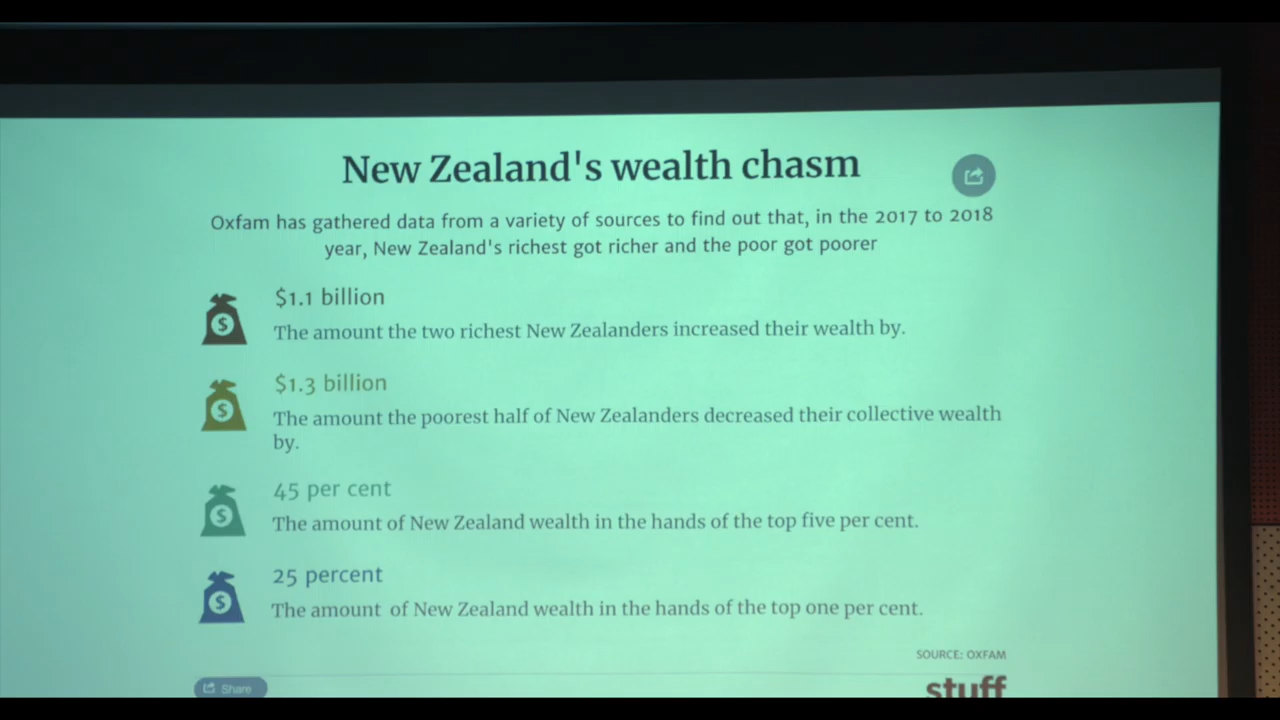 New Zealand's wealth chasm
Oxfam has gathered data from a variety of sources to find out that, in the 2017 to 2018
year, New Zealand's richest got richer and the poor got poorer
$1.1 billion
The amount the two richest New Zealanders increased their wealth by.
$1.3 billion
The amount the poorest half of New Zealanders decreased their collective wealth
by.
45 per cent
The amount of New Zealand wealth in the hands of the top five per cent.
25 percent
The amount of New Zealand wealth in the hands of the top one per cent.
SOURCE: OXFAM
Share
stuff